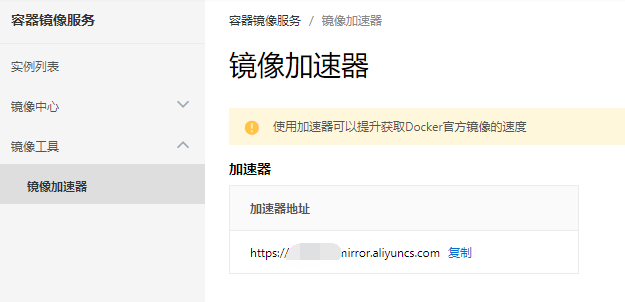 容器镜像服务
实例列表
镜像中心
镜像工具
镜像加速器
容器镜像服务 / 镜像加速器
镜像加速器
使用加速器可以提升获取Docker官方镜像的速度
加速器
加速器地址
https:// mirror.aliyuncs.com 复制